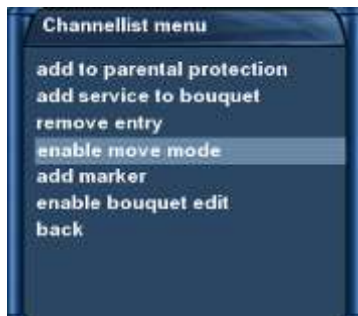 Channellist menu
add to parental protection
add service to bouquet
remove entry
enable move mode
add marker
enable bouquet edit
back